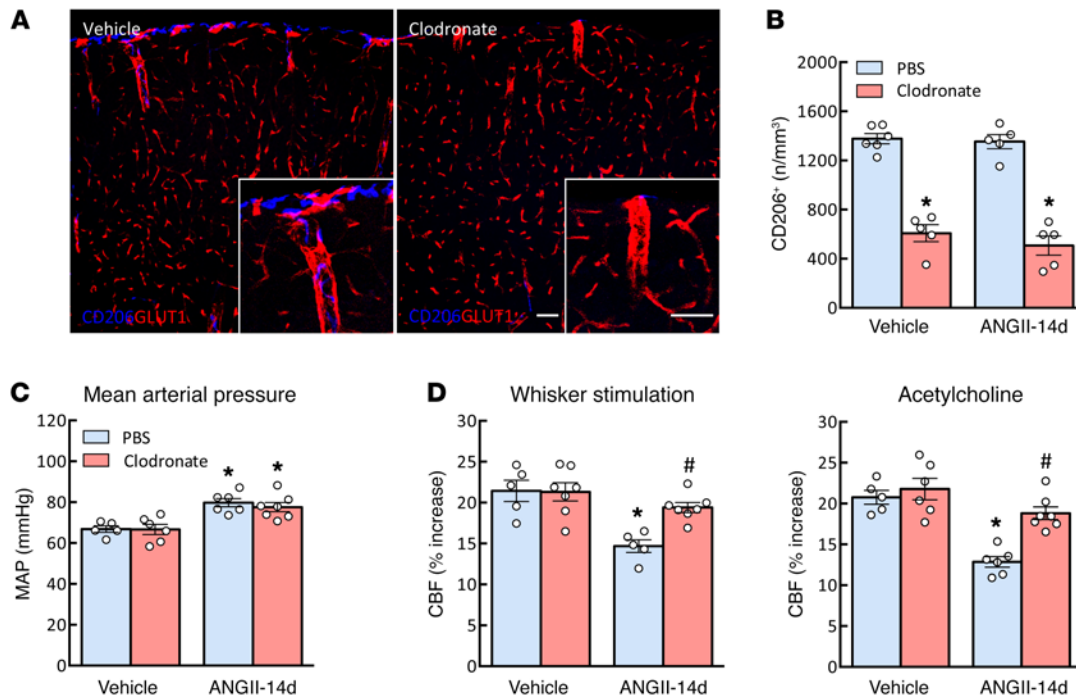 A
Vehicle
Clodronate
CD206GLUT1
CD206GLUT1
B
2000
1600
1200
800
400
0
CD206⁺ (n/mm³)
PBS
Clodronate
*
*
Vehicle
ANGII-14d
C
Mean arterial pressure
120
100
80
60
40
20
0
MAP (mmHg)
PBS
Clodronate
*
*
Vehicle
ANGII-14d
D
Whisker stimulation
30
25
20
15
10
5
0
CBF (% increase)
*
#
Vehicle
ANGII-14d
Acetylcholine
30
25
20
15
10
5
0
CBF (% increase)
*
#
Vehicle
ANGII-14d